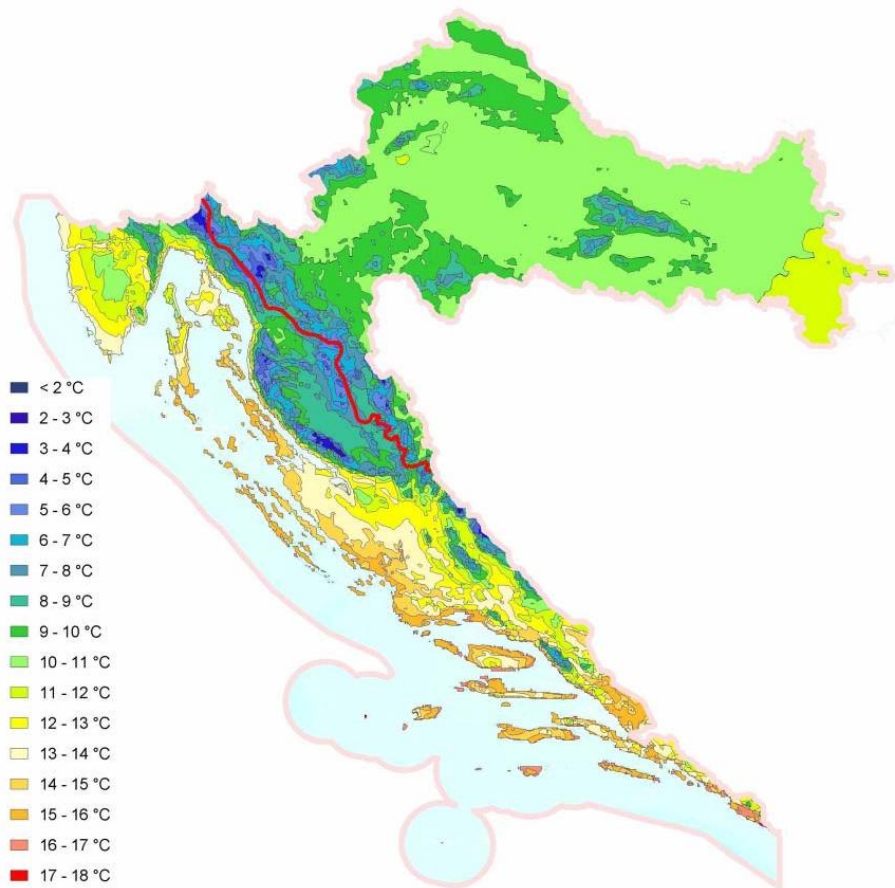 < 2 °C
2 - 3 °C
3 - 4 °C
4 - 5 °C
5 - 6 °C
6 - 7 °C
7 - 8 °C
8 - 9 °C
9 - 10 °C
10 - 11 °C
11 - 12 °C
12 - 13 °C
13 - 14 °C
14 - 15 °C
15 - 16 °C
16 - 17 °C
17 - 18 °C